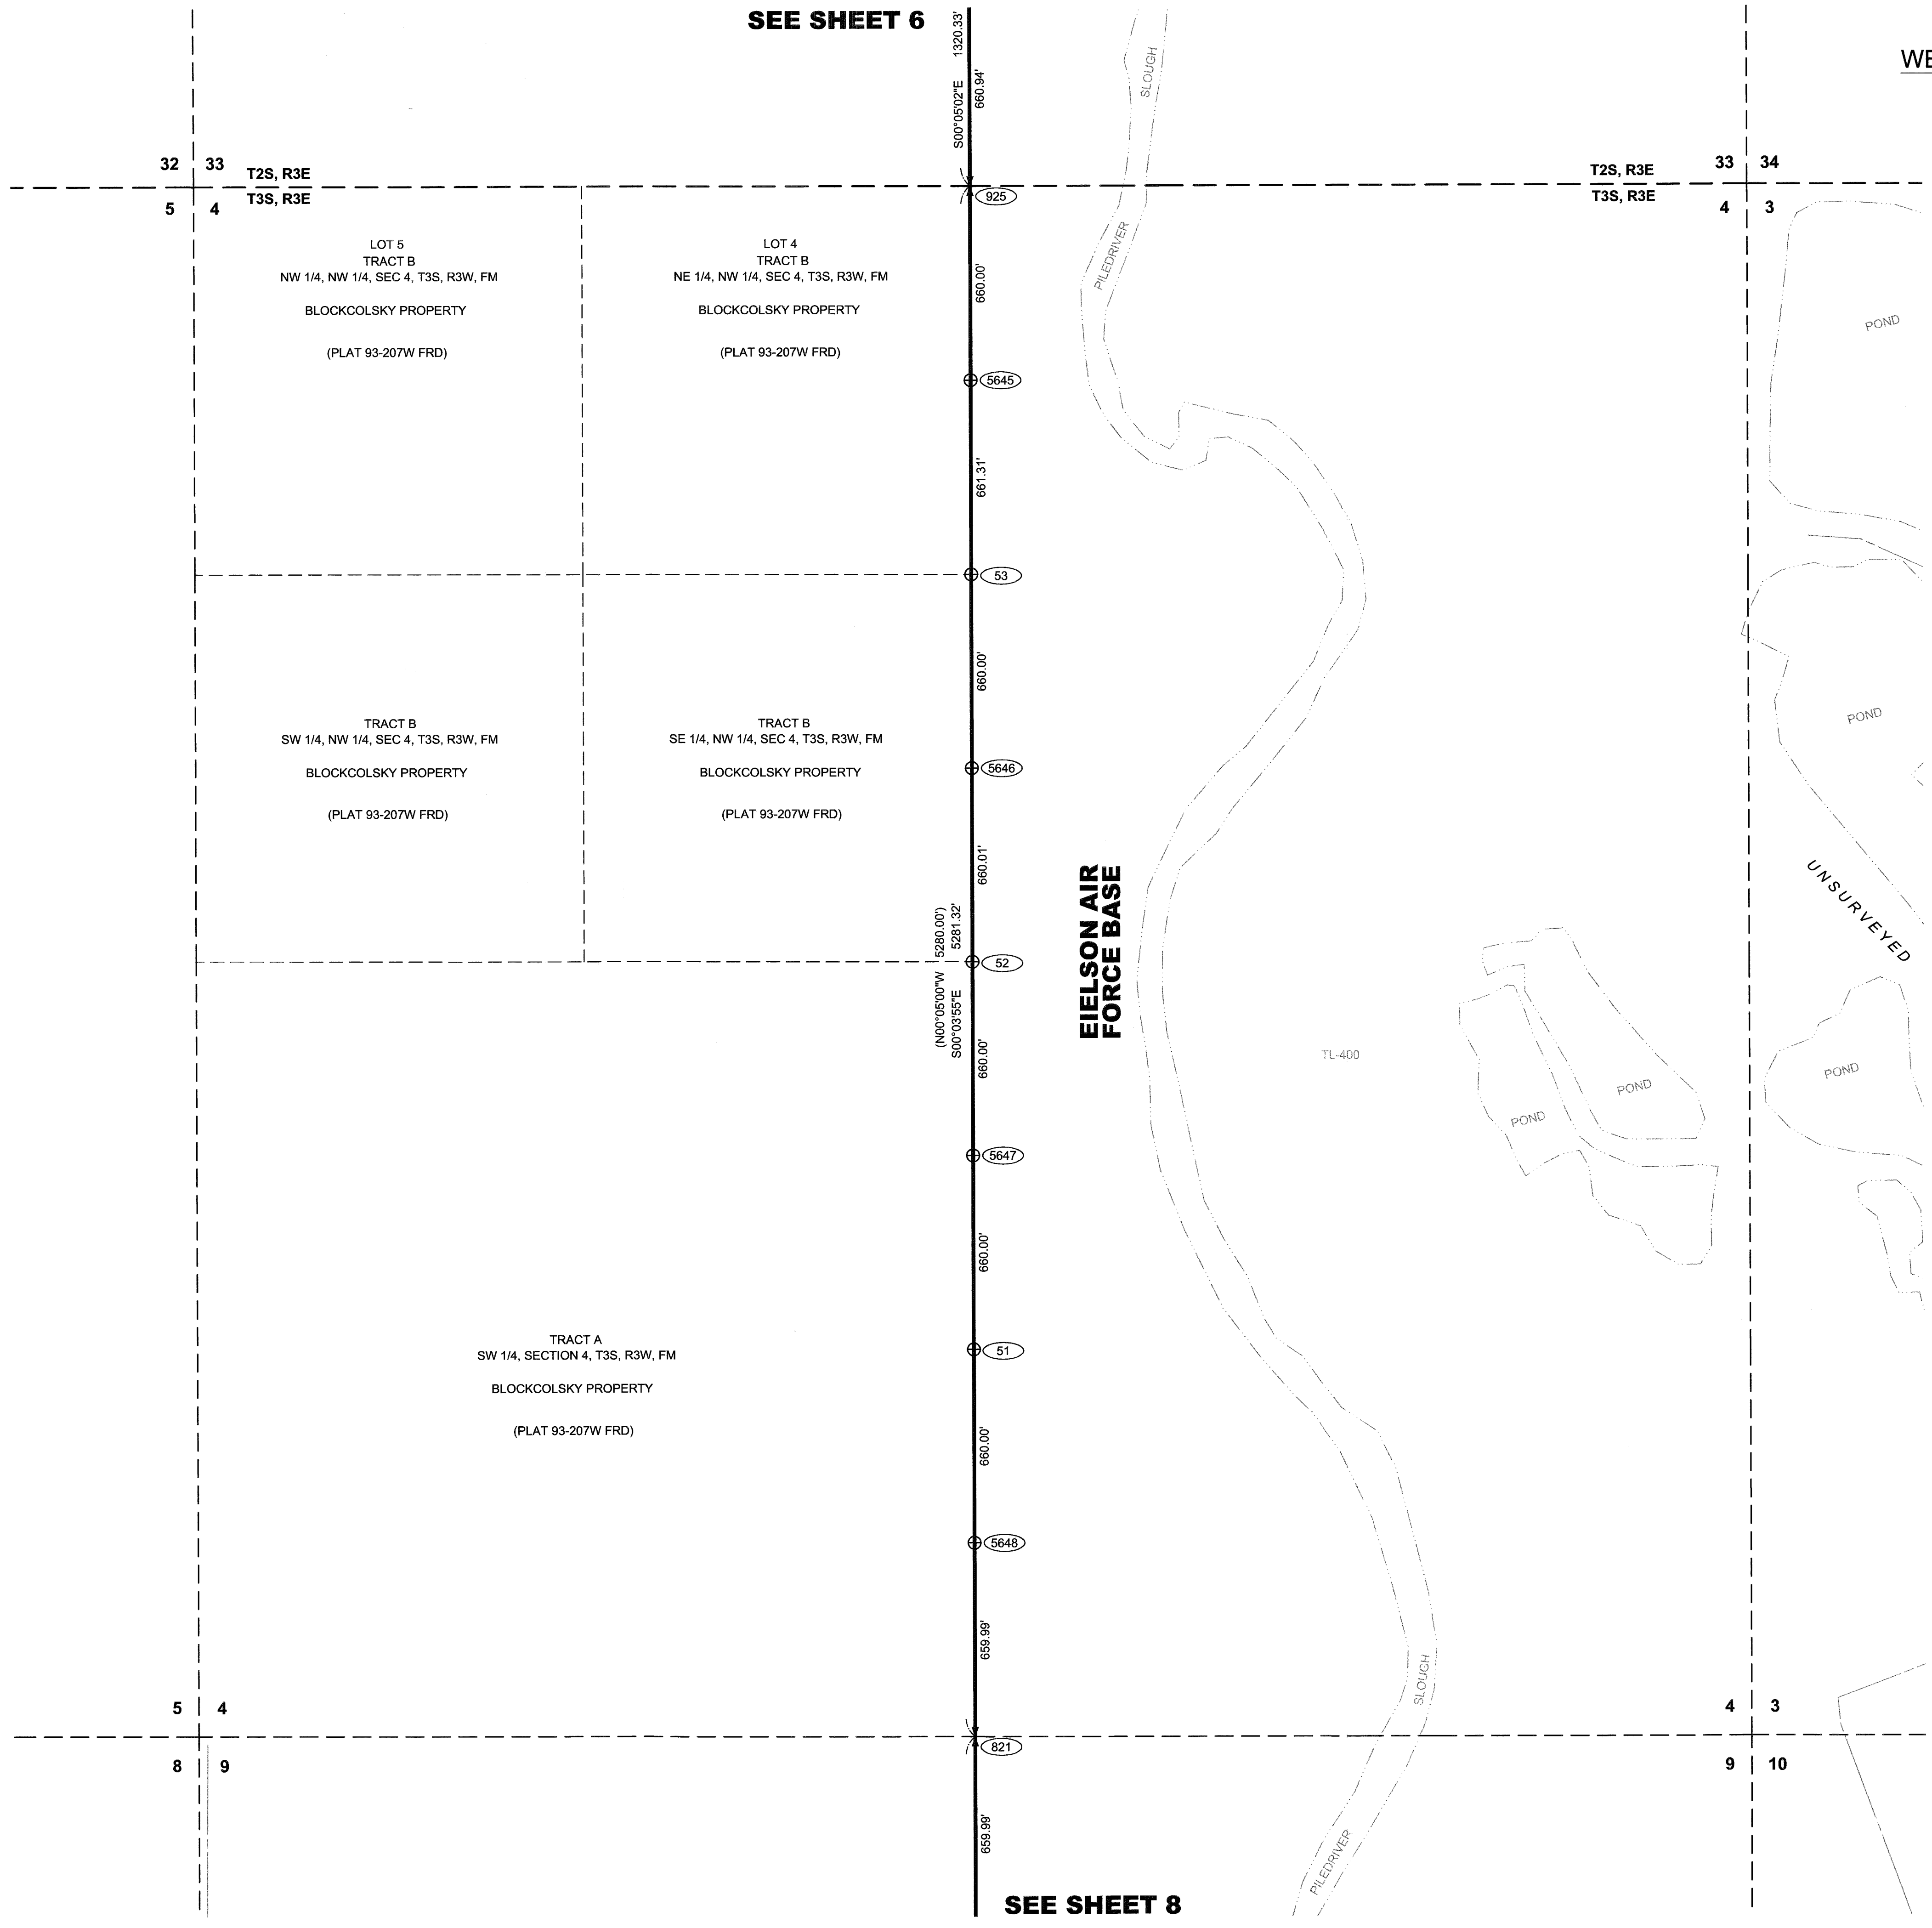 SEE SHEET 6
1320.33'
S00°05'02"E
660.94'
SLOUGH
32 33
T2S, R3E
T3S, R3E
5 4
925
T2S, R3E
T3S, R3E
33 34
4 3
LOT 5
TRACT B
NW 1/4, NW 1/4, SEC 4, T3S, R3W, FM
BLOCKCOLSKY PROPERTY
(PLAT 93-207W FRD)
LOT 4
TRACT B
NE 1/4, NW 1/4, SEC 4, T3S, R3W, FM
BLOCKCOLSKY PROPERTY
(PLAT 93-207W FRD)
660.00'
PILEDRIVER
POND
5645
661.31'
53
660.00'
TRACT B
SW 1/4, NW 1/4, SEC 4, T3S, R3W, FM
BLOCKCOLSKY PROPERTY
(PLAT 93-207W FRD)
TRACT B
SE 1/4, NW 1/4, SEC 4, T3S, R3W, FM
BLOCKCOLSKY PROPERTY
(PLAT 93-207W FRD)
5646
POND
660.01'
(N00°05'00"W 5280.00')
S00°03'55"E 5281.32'
52
EIELSON AIR
FORCE BASE
UNSURVEYED
660.00'
TL-400
POND
POND
POND
5647
660.00'
51
TRACT A
SW 1/4, SECTION 4, T3S, R3W, FM
BLOCKCOLSKY PROPERTY
(PLAT 93-207W FRD)
660.00'
5648
659.99'
SLOUGH
5 4
8 9
821
4 3
9 10
659.99'
PILEDRIVER
SEE SHEET 8